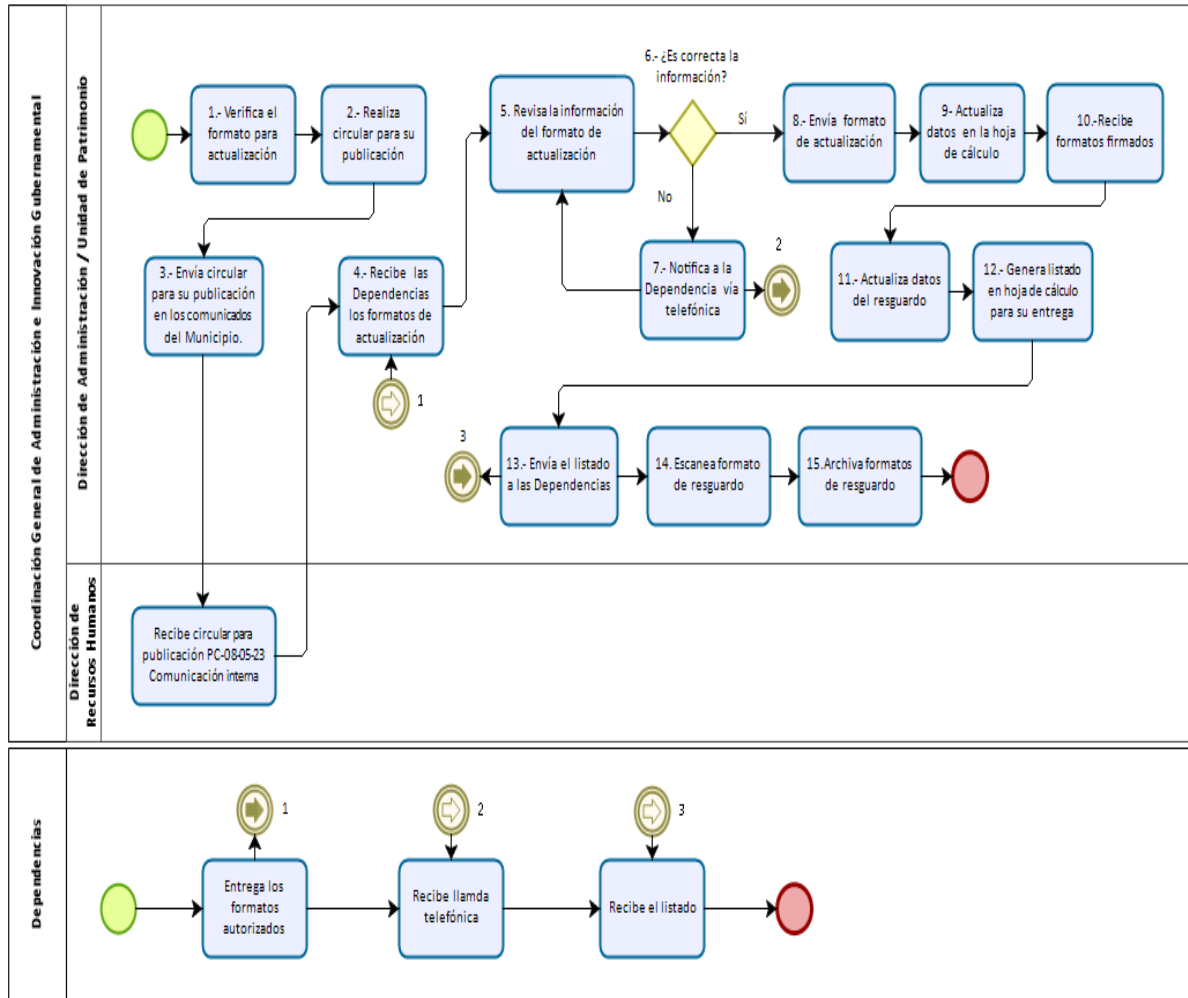 Coordinación General de Administración e Innovación Gubernamental
Dirección de Administración / Unidad de Patrimonio
1.- Verifica el
formato para
actualización
2.- Realiza
circular para su
publicación
3.- Envía circular
para su publicación
en los comunicados
del Municipio.
4.- Recibe las
Dependencias
los formatos de
actualización
1
5. Revisa la información
del formato de
actualización
6.- ¿Es correcta la
información?
Sí
No
7.- Notifica a la
Dependencia vía
telefónica
2
8.- Envía formato
de actualización
9- Actualiza
datos en la hoja
de cálculo
10.-Recibe
formatos firmados
11.- Actualiza datos
del resguardo
12.- Genera listado
en hoja de cálculo
para su entrega
3
13.- Envía el listado
a las Dependencias
14. Escanea formato
de resguardo
15.Archiva formatos
de resguardo
Dirección de
Recursos Humanos
Recibe circular para
publicación PC-08-05-23
Comunicación interna
Dependencias
1
Entrega los
formatos
autorizados
2
Recibe llamda
telefónica
3
Recibe el listado